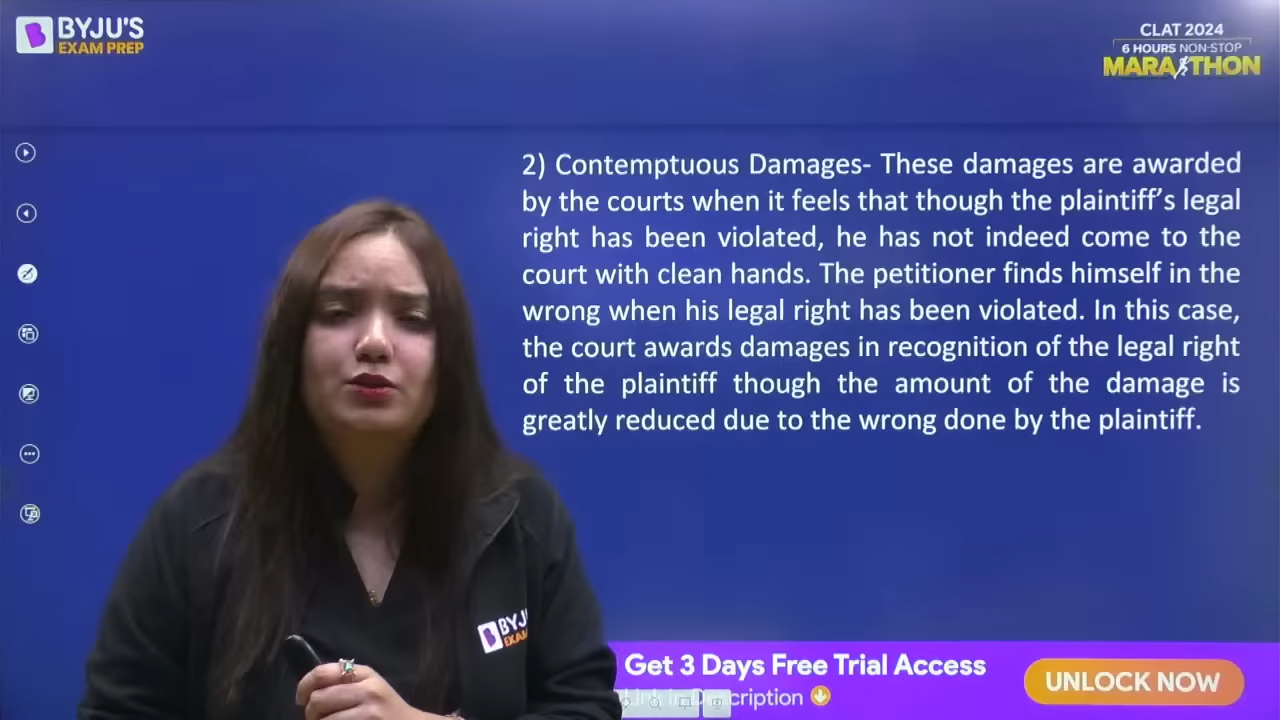 BYJU'S
EXAM PREP
CLAT 2024
6 HOURS NON-STOP
MARATHON
2) Contemptuous Damages- These damages are awarded
by the courts when it feels that though the plaintiff's legal
right has been violated, he has not indeed come to the
court with clean hands. The petitioner finds himself in the
wrong when his legal right has been violated. In this case,
the court awards damages in recognition of the legal right
of the plaintiff though the amount of the damage is
greatly reduced due to the wrong done by the plaintiff.
BYJU
EXAM
Get 3 Days Free Trial Access
UNLOCK NOW